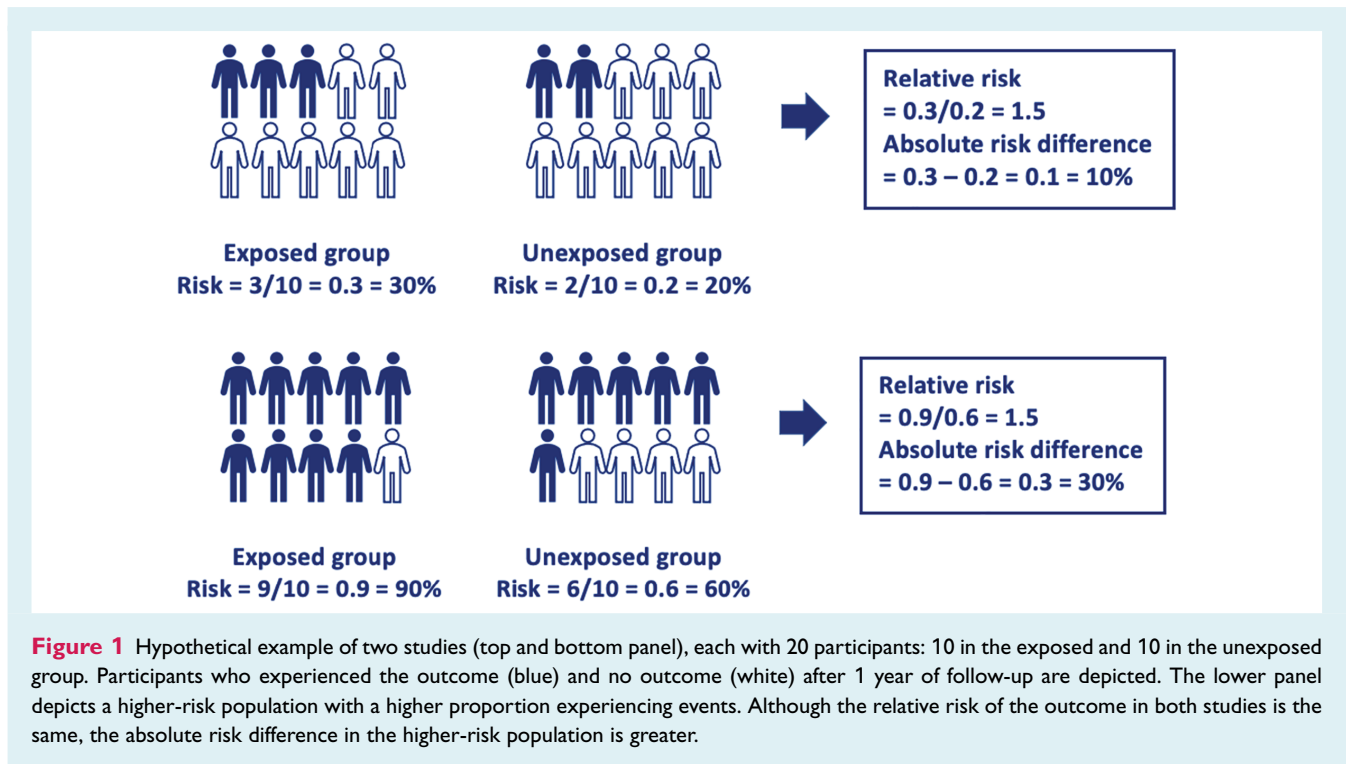 Relative risk
= 0.3/0.2 = 1.5
Absolute risk difference
= 0.3 – 0.2 = 0.1 = 10%
Exposed group
Risk = 3/10 = 0.3 = 30%
Unexposed group
Risk = 2/10 = 0.2 = 20%
Relative risk
= 0.9/0.6 = 1.5
Absolute risk difference
= 0.9 – 0.6 = 0.3 = 30%
Exposed group
Risk = 9/10 = 0.9 = 90%
Unexposed group
Risk = 6/10 = 0.6 = 60%
Figure 1 Hypothetical example of two studies (top and bottom panel), each with 20 participants: 10 in the exposed and 10 in the unexposed
group. Participants who experienced the outcome (blue) and no outcome (white) after 1 year of follow-up are depicted. The lower panel
depicts a higher-risk population with a higher proportion experiencing events. Although the relative risk of the outcome in both studies is the
same, the absolute risk difference in the higher-risk population is greater.